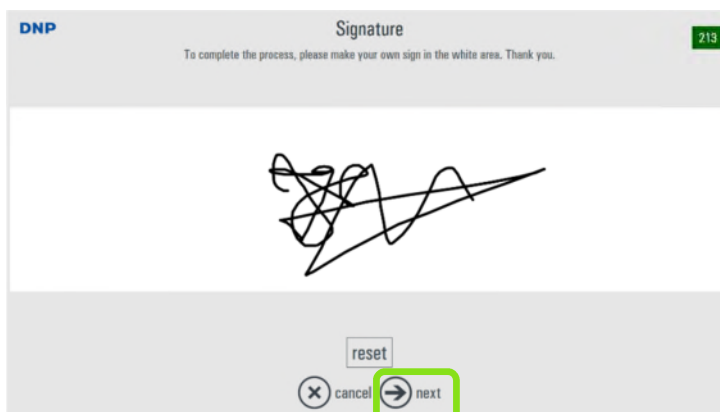 DNP
Signature
213
To complete the process, please make your own sign in the white area. Thank you.
reset
cancel
next